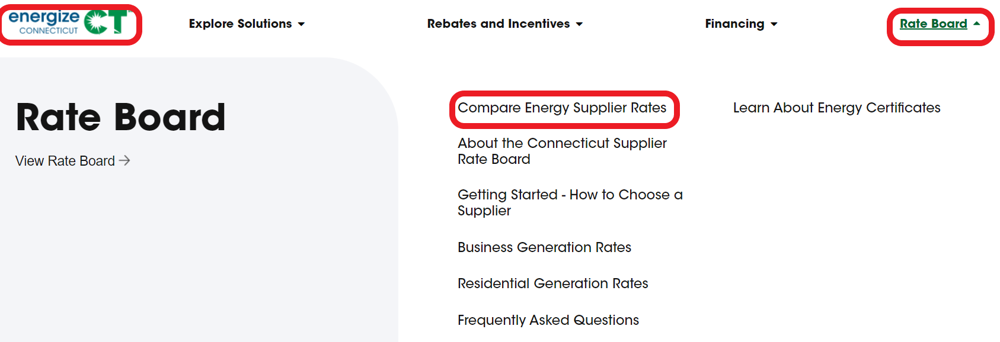 energize
CONNECTICUT
CT
Explore Solutions
Rebates and Incentives
Financing
Rate Board
Rate Board
View Rate Board
Compare Energy Supplier Rates
About the Connecticut Supplier
Rate Board
Getting Started - How to Choose a
Supplier
Business Generation Rates
Residential Generation Rates
Frequently Asked Questions
Learn About Energy Certificates